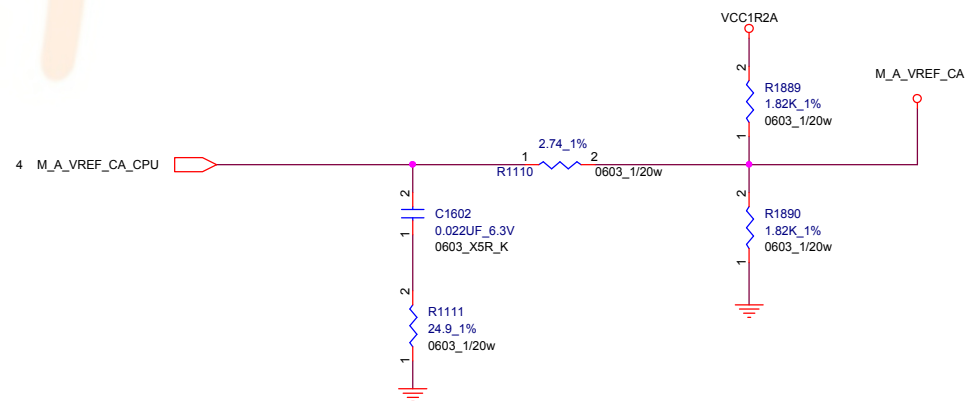 VCC1R2A
M_A_VREF_CA
2
R1889
1.82K_1%
0603_1/20w
1
4 M_A_VREF_CA_CPU
2.74_1%
1 2
R1110 0603_1/20w
2
C1602
0.022UF_6.3V
0603_X5R_K
1
2
R1890
1.82K_1%
0603_1/20w
1
2
R1111
24.9_1%
0603_1/20w
1